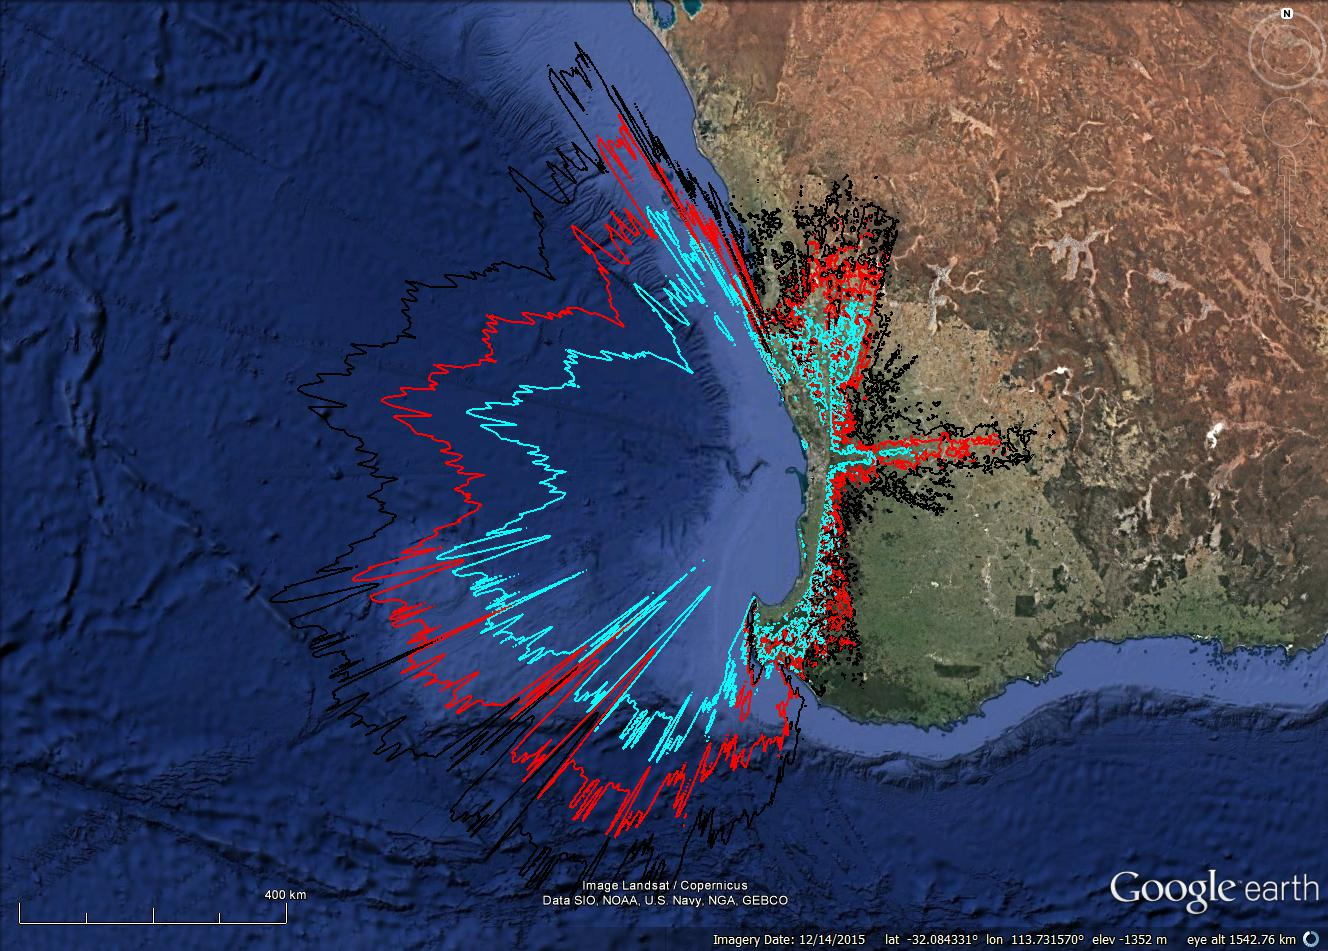 N
400 km
Image Landsat / Copernicus
Data SIO, NOAA, U.S. Navy, NGA, GEBCO
Google earth
Imagery Date: 12/14/2015 lat -32.084331° lon 113.731570° elev -1352 m eye alt 1542.76 km